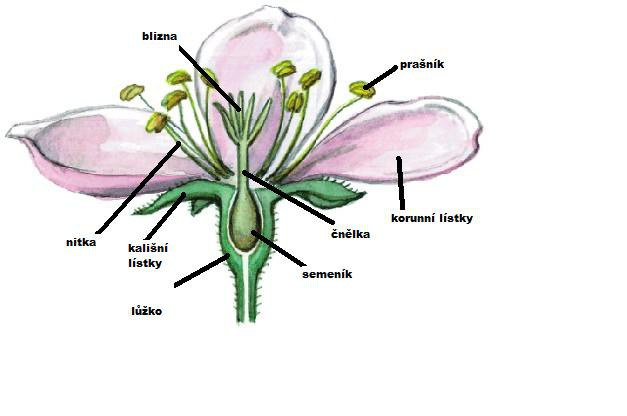 blizna
prašník
korunní lístky
nitka
čnělka
kališní
lístky
semeník
lůžko